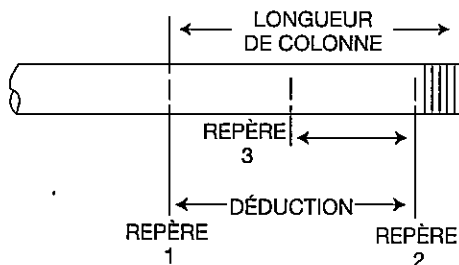 LONGUEUR
DE COLONNE
REPÈRE
3
DÉDUCTION
REPÈRE
1
REPÈRE
2